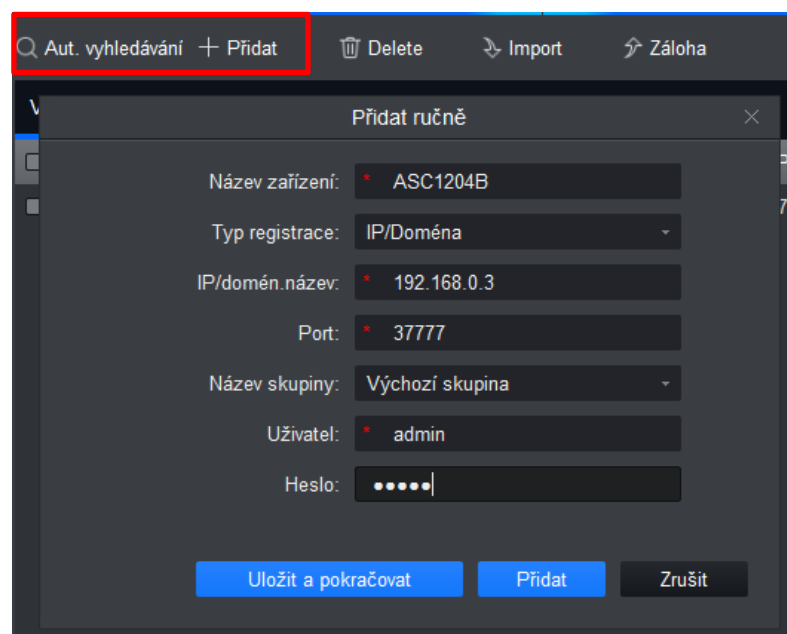 Aut. vyhledávání + Přidat Delete Import Záloha
V
Přidat ručně
Název zařízení: * ASC1204B
Typ registrace: IP/Doména
IP/domén.název: * 192.168.0.3
Port: * 37777
Název skupiny: Výchozí skupina
Uživatel: * admin
Heslo: •••••
Uložit a pokračovat Přidat Zrušit